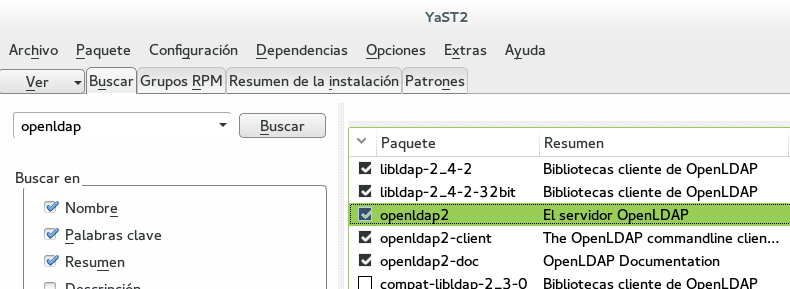 YaST2
Archivo Paquete Configuración Dependencias Opciones Extras Ayuda
Ver Buscar Grupos RPM Resumen de la instalación Patrones
openldap Buscar
Buscar en
Nombre
Palabras clave
Resumen
Descripción
Paquete Resumen
libldap-2_4-2 Bibliotecas cliente de OpenLDAP
libldap-2_4-2-32bit Bibliotecas cliente de OpenLDAP
openldap2 El servidor OpenLDAP
openldap2-client The OpenLDAP commandline clien...
openldap2-doc OpenLDAP Documentation
compat-libldap-2_3-0 Bibliotecas cliente de OpenLDAP